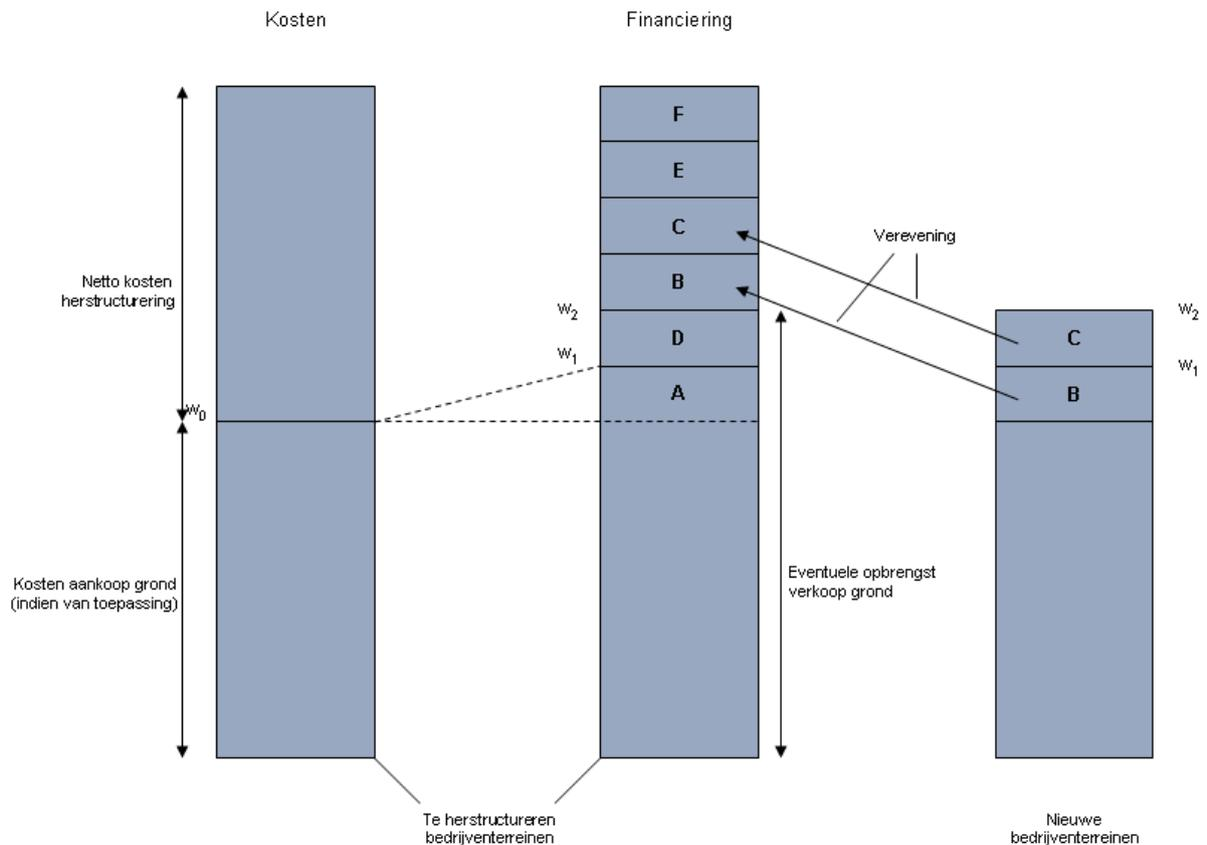 Kosten
Financiering
F
E
C
Verevening
Netto kosten
herstructurering
B
W2
W2
D
C
W1
W1
A
B
W0
Kosten aankoop grond
(indien van toepassing)
Eventuele opbrengst
verkoop grond
Te herstructureren
bedrijventerreinen
Nieuwe
bedrijventerreinen